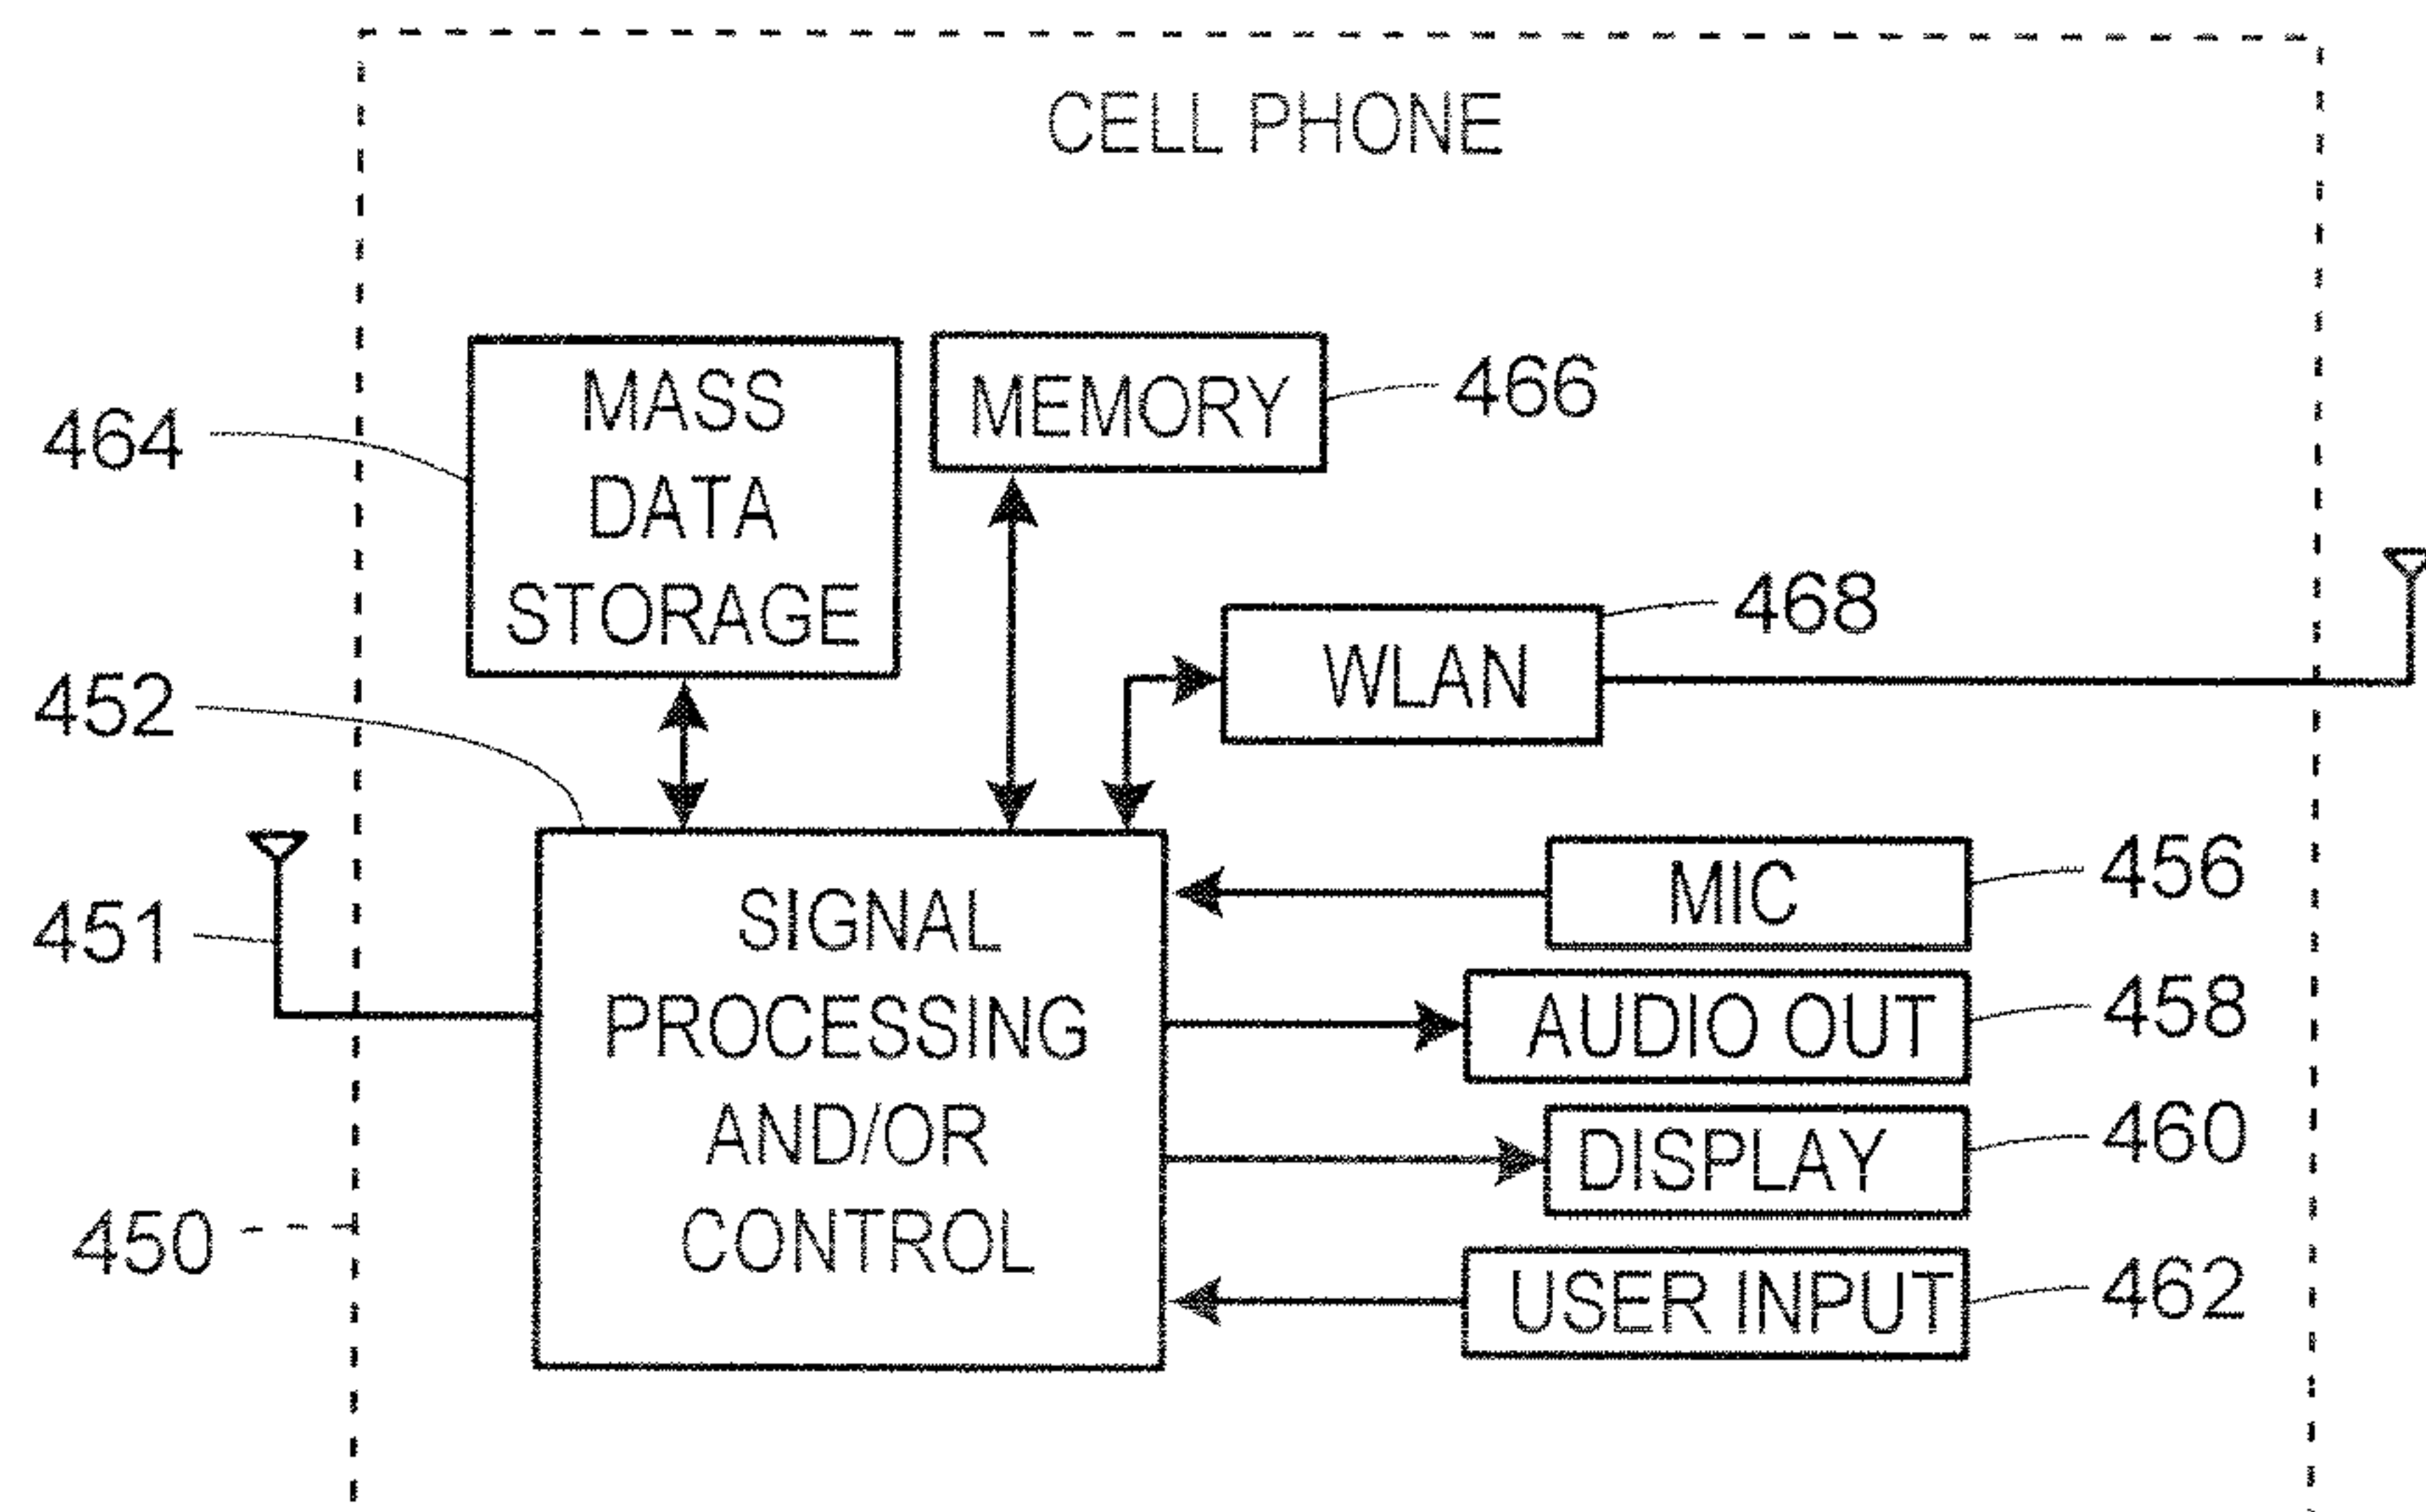 CELL PHONE
MASS
DATA
STORAGE
MEMORY
466
464
WLAN
468
452
MIC
456
451
SIGNAL
PROCESSING
AND/OR
CONTROL
AUDIO OUT
458
DISPLAY
460
450
USER INPUT
462